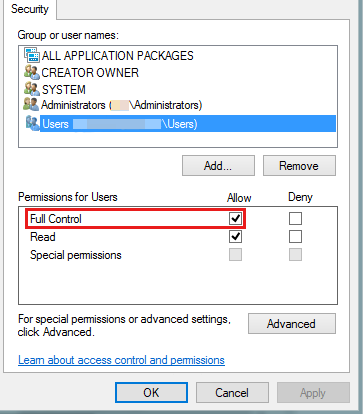 Security
Group or user names:
ALL APPLICATION PACKAGES
CREATOR OWNER
SYSTEM
Administrators ( \Administrators)
Users \Users)
Add... Remove
Permissions for Users Allow Deny
Full Control
Read
Special permissions
For special permissions or advanced settings,
click Advanced. Advanced
Learn about access control and permissions
OK Cancel Apply